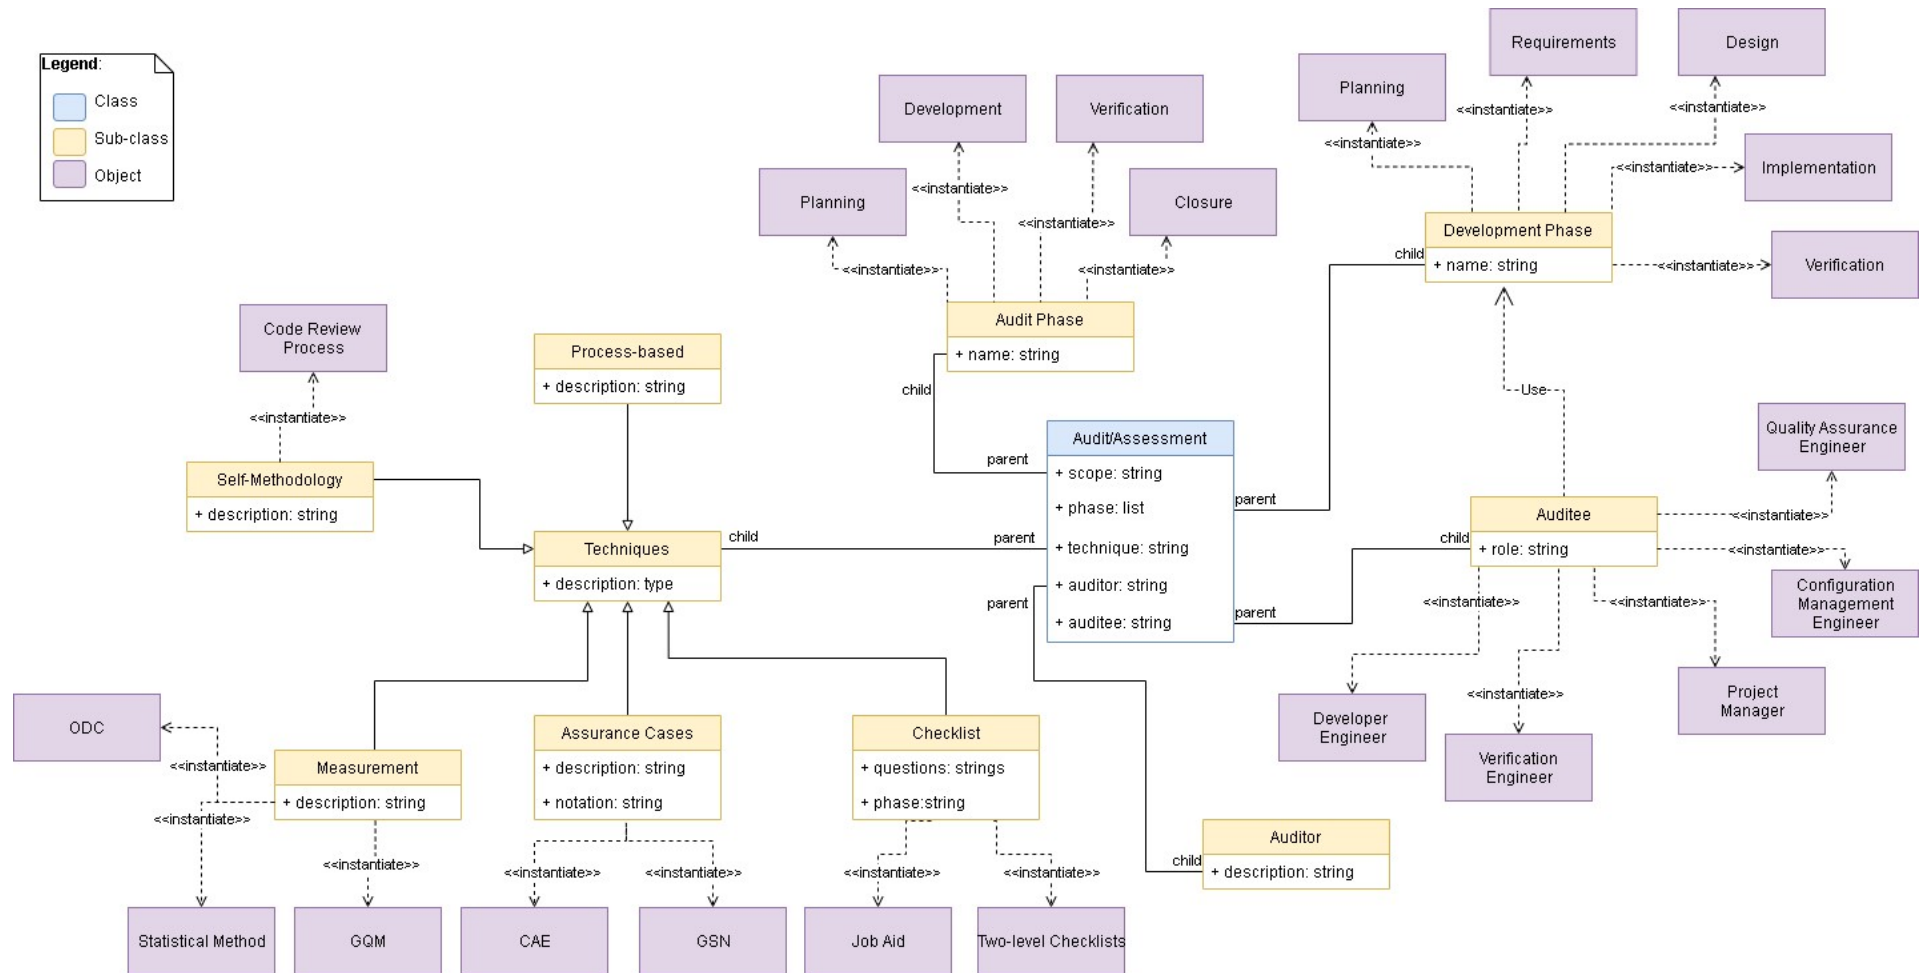 Legend:
Class
Sub-class
Object
Requirements
Design
Planning
<<instantiate>>
<<instantiate>>
<<instantiate>>
Development
Verification
<<instantiate>>
Implementation
Planning
<<instantiate>>
<<instantiate>>
Closure
Development Phase
+ name: string
child
<<instantiate>>
Verification
<<instantiate>>
<<instantiate>>
Audit Phase
+ name: string
child
Code Review
Process
<<instantiate>>
Process-based
+ description: string
Use
Quality Assurance
Engineer
Audit/Assessment
+ scope: string
+ phase: list
+ technique: string
+ auditor: string
+ auditee: string
parent
parent
parent
parent
parent
Self-Methodology
+ description: string
Techniques
+ description: type
child
Auditee
+ role: string
child
<<instantiate>>
<<instantiate>>
<<instantiate>>
<<instantiate>>
Configuration
Management
Engineer
<<instantiate>>
Developer
Engineer
Verification
Engineer
Project
Manager
ODC
<<instantiate>>
Measurement
+ description: string
<<instantiate>>
<<instantiate>>
Assurance Cases
+ description: string
+ notation: string
<<instantiate>>
<<instantiate>>
Checklist
+ questions: strings
+ phase:string
<<instantiate>>
<<instantiate>>
Auditor
+ description: string
child
Statistical Method
GQM
CAE
GSN
Job Aid
Two-level Checklists